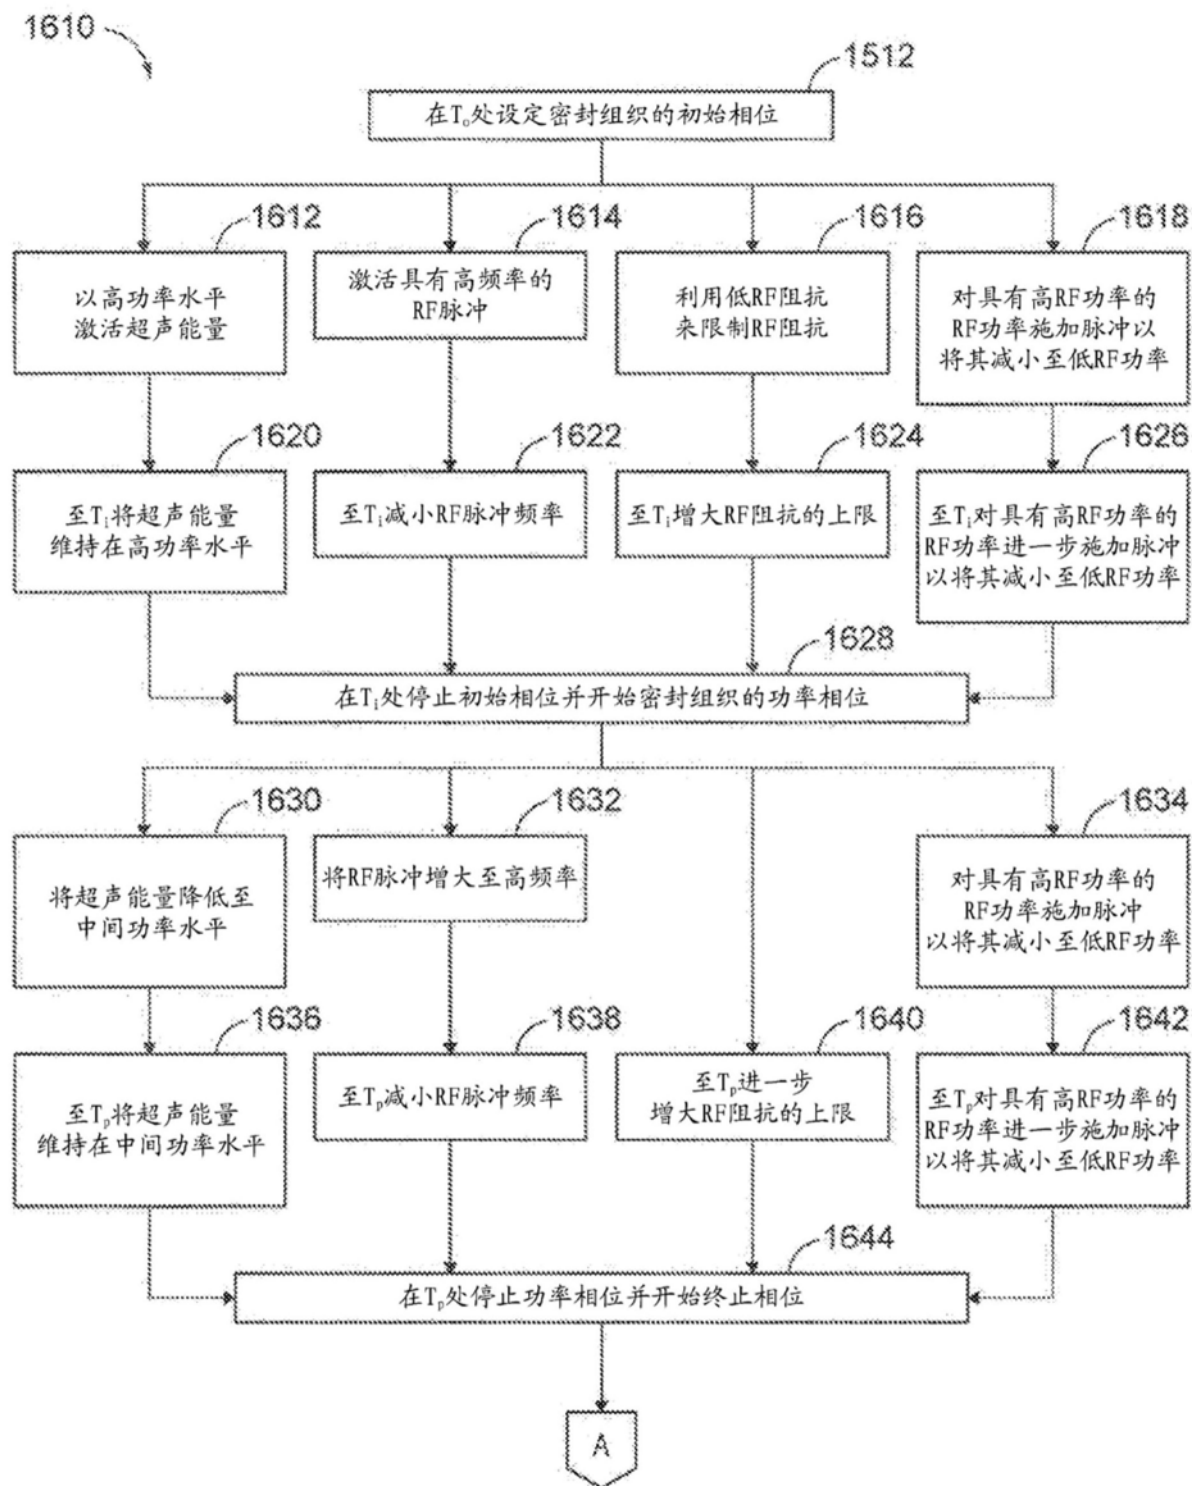 1610
1512
在T₀处设定密封组织的初始相位
1612
以高功率水平
激活超声能量
1614
激活具有高频率的
RF脉冲
1616
利用低RF阻抗
来限制RF阻抗
1618
对具有高RF功率的
RF功率施加脉冲以
将其减小至低RF功率
1620
至Tᵢ将超声能量
维持在高功率水平
1622
至Tᵢ减小RF脉冲频率
1624
至Tᵢ增大RF阻抗的上限
1626
至Tᵢ对具有高RF功率的
RF功率进一步施加脉冲
以将其减小至低RF功率
1628
在Tᵢ处停止初始相位并开始密封组织的功率相位
1630
将超声能量降低至
中间功率水平
1632
将RF脉冲增大至高频率
1634
对具有高RF功率的
RF功率施加脉冲
以将其减小至低RF功率
1636
至Tₚ将超声能量
维持在中间功率水平
1638
至Tₚ减小RF脉冲频率
1640
至Tₚ进一步
增大RF阻抗的上限
1642
至Tₚ对具有高RF功率的
RF功率进一步施加脉冲
以将其减小至低RF功率
1644
在Tₚ处停止功率相位并开始终止相位
A